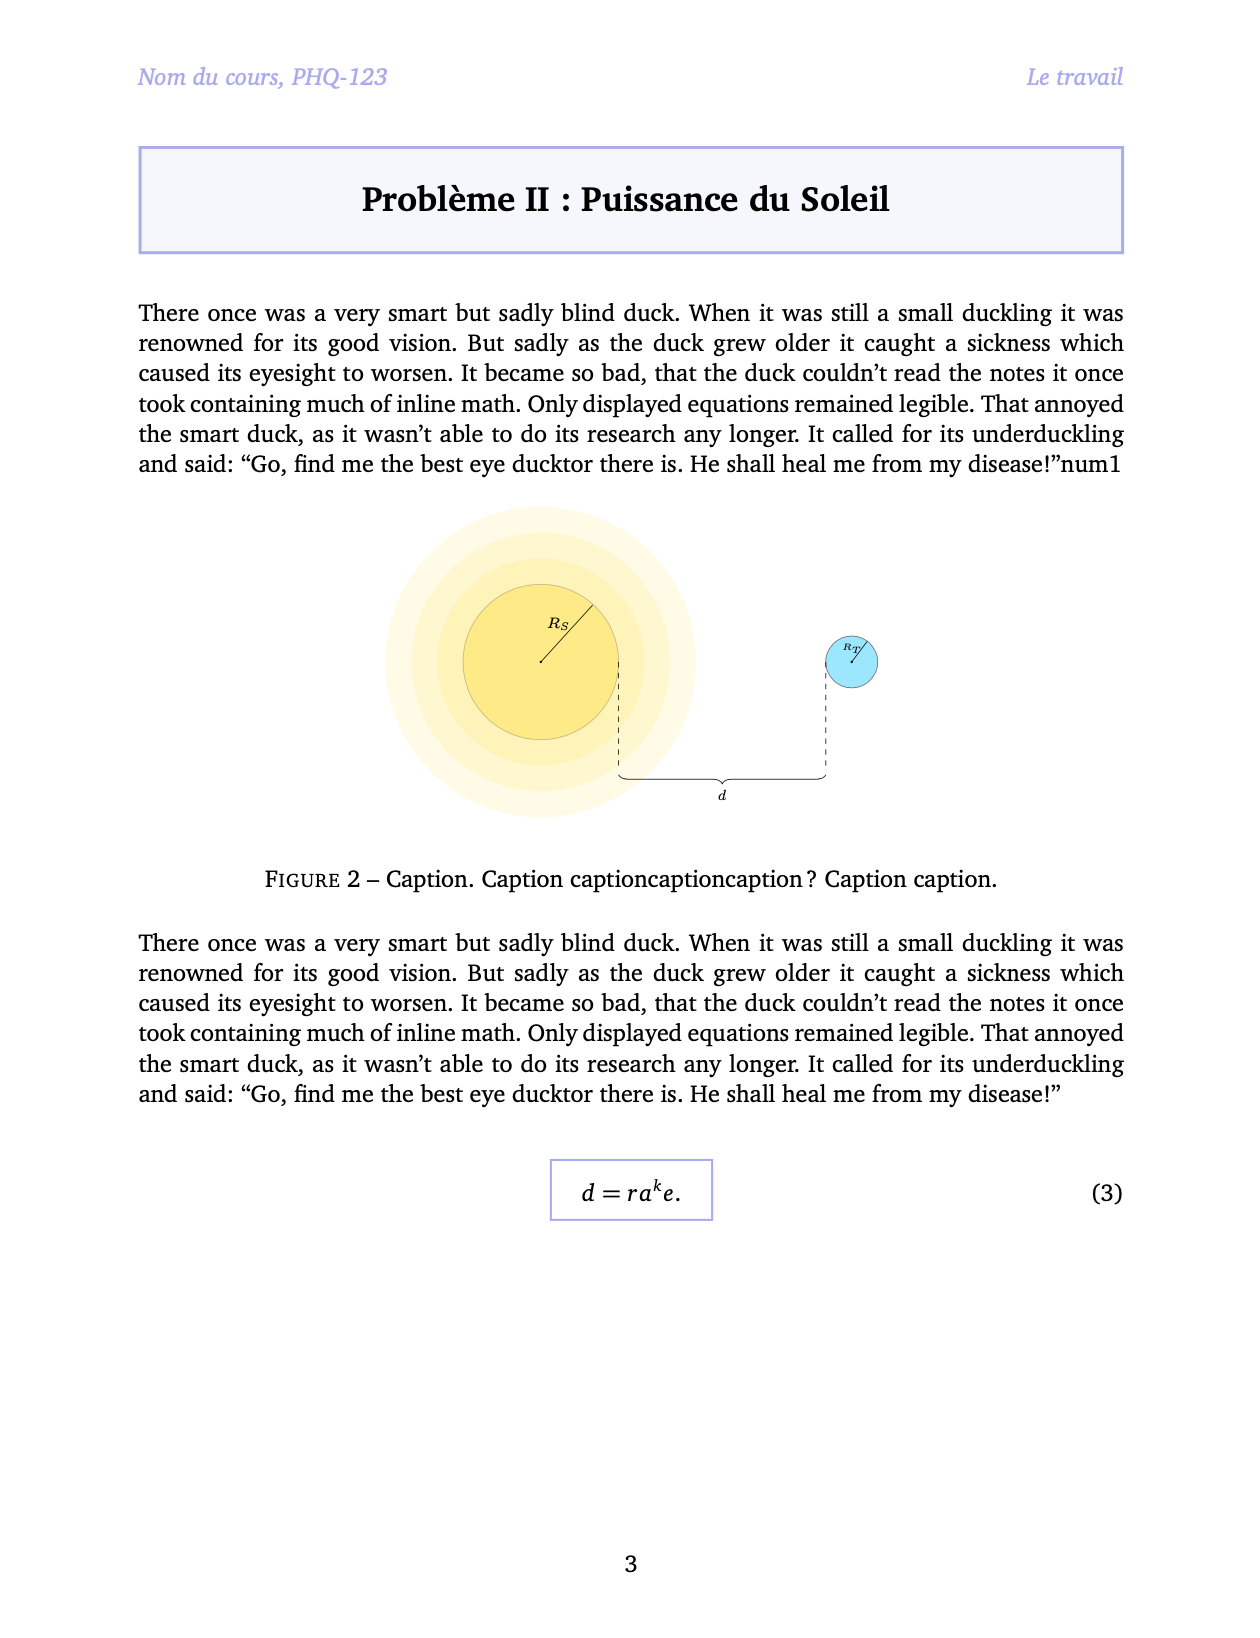 Nom du cours, PHQ-123 Le travail
Problème II : Puissance du Soleil
There once was a very smart but sadly blind duck. When it was still a small duckling it was
renowned for its good vision. But sadly as the duck grew older it caught a sickness which
caused its eyesight to worsen. It became so bad, that the duck couldn’t read the notes it once
took containing much of inline math. Only displayed equations remained legible. That annoyed
the smart duck, as it wasn’t able to do its research any longer. It called for its underduckling
and said: “Go, find me the best eye ducktor there is. He shall heal me from my disease!”num1
R_S
R_T
d
FIGURE 2 – Caption. Caption captioncaptioncaption ? Caption caption.
There once was a very smart but sadly blind duck. When it was still a small duckling it was
renowned for its good vision. But sadly as the duck grew older it caught a sickness which
caused its eyesight to worsen. It became so bad, that the duck couldn’t read the notes it once
took containing much of inline math. Only displayed equations remained legible. That annoyed
the smart duck, as it wasn’t able to do its research any longer. It called for its underduckling
and said: “Go, find me the best eye ducktor there is. He shall heal me from my disease!”
d = ra^k e. (3)
3